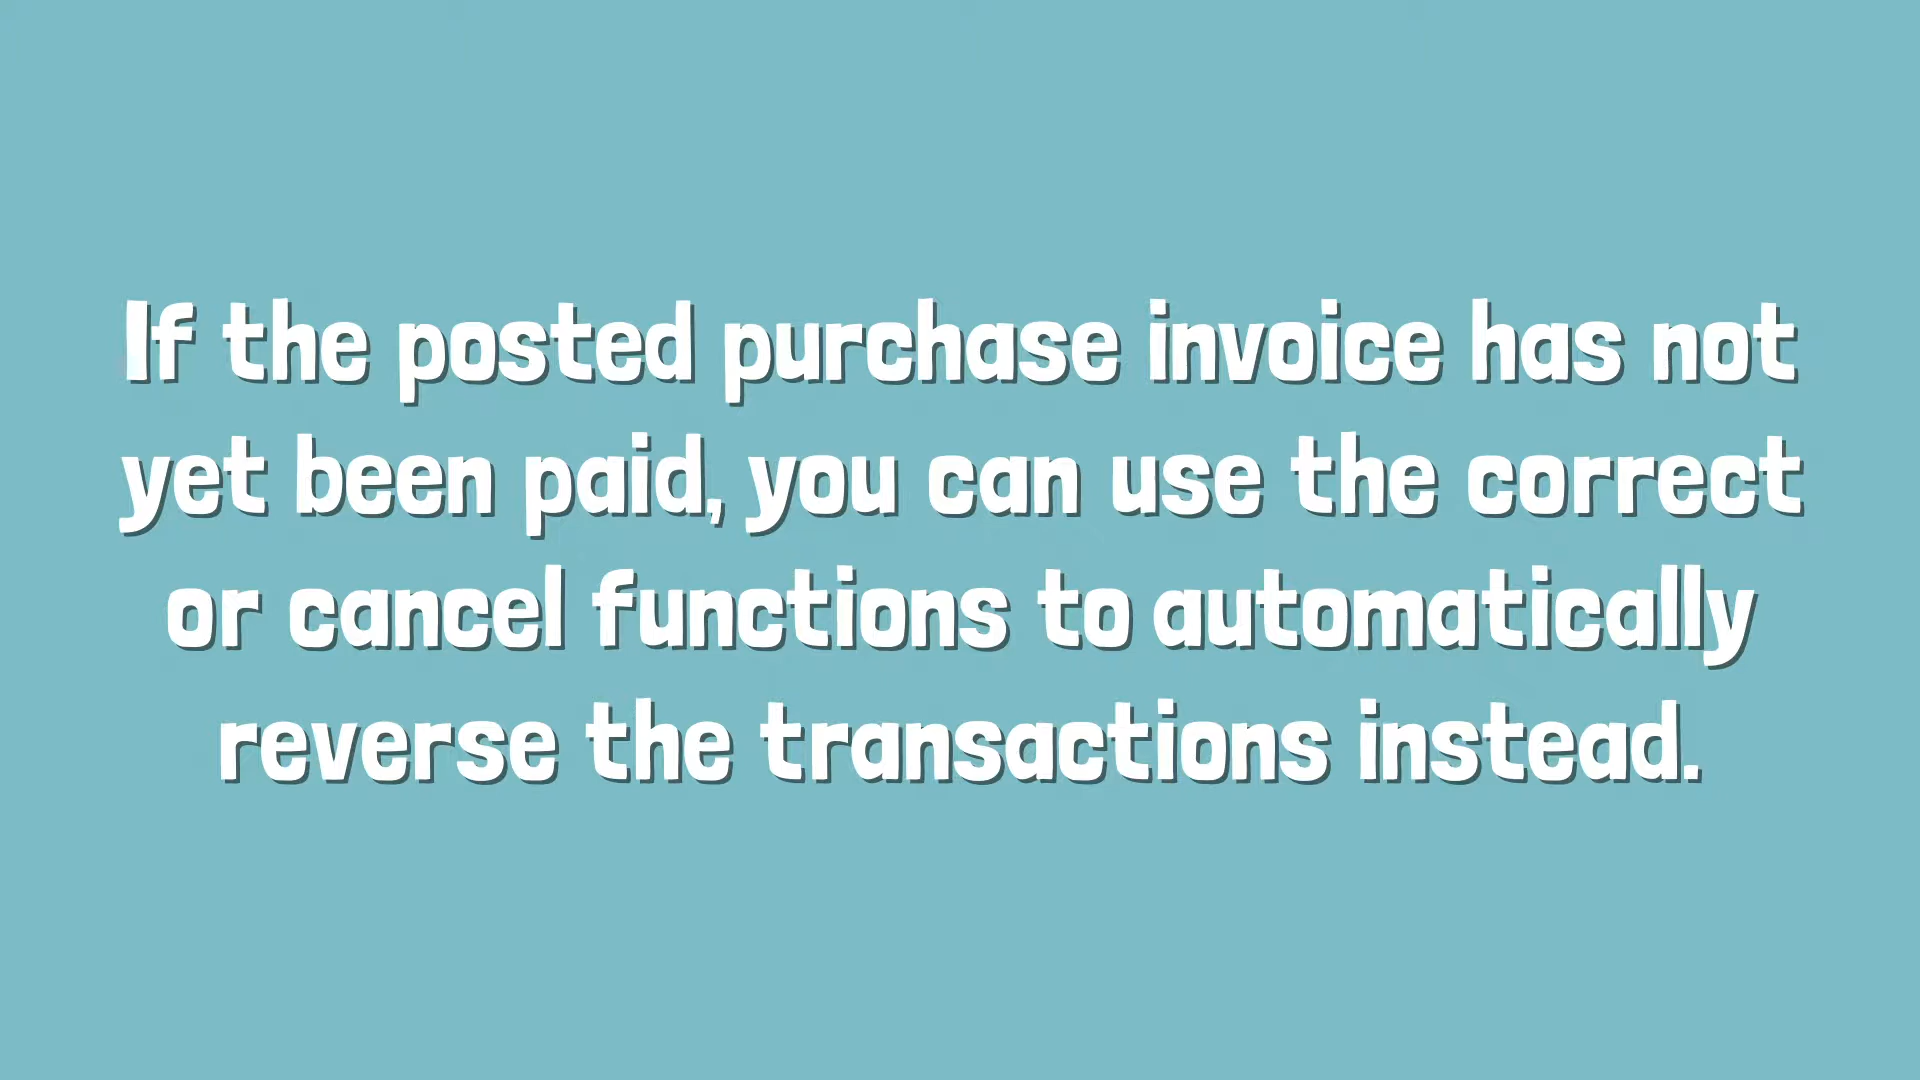 If the posted purchase invoice has not
yet been paid, you can use the correct
or cancel functions to automatically
reverse the transactions instead.